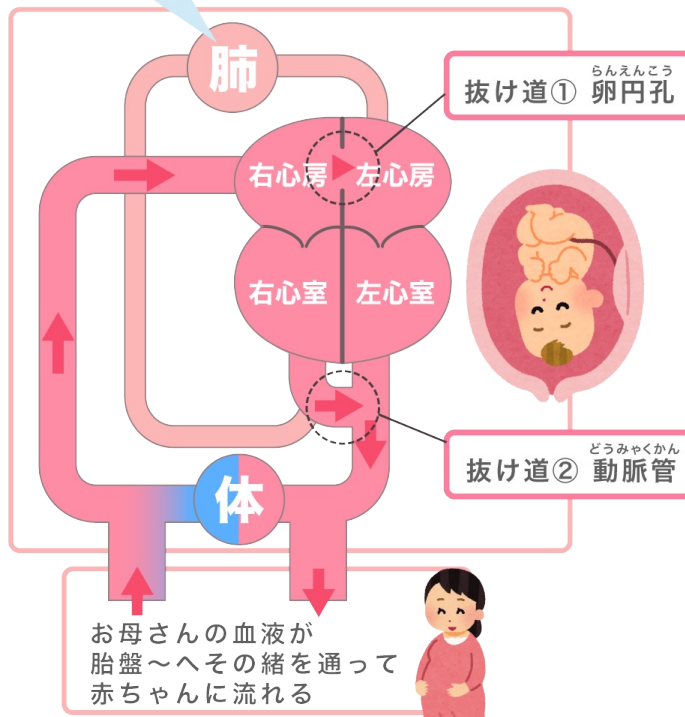 肺
らんえんこう
抜け道① 卵円孔
右心房 左心房
右心室 左心室
どうみゃくかん
抜け道② 動脈管
体
お母さんの血液が
胎盤〜へその緒を通って
赤ちゃんに流れる